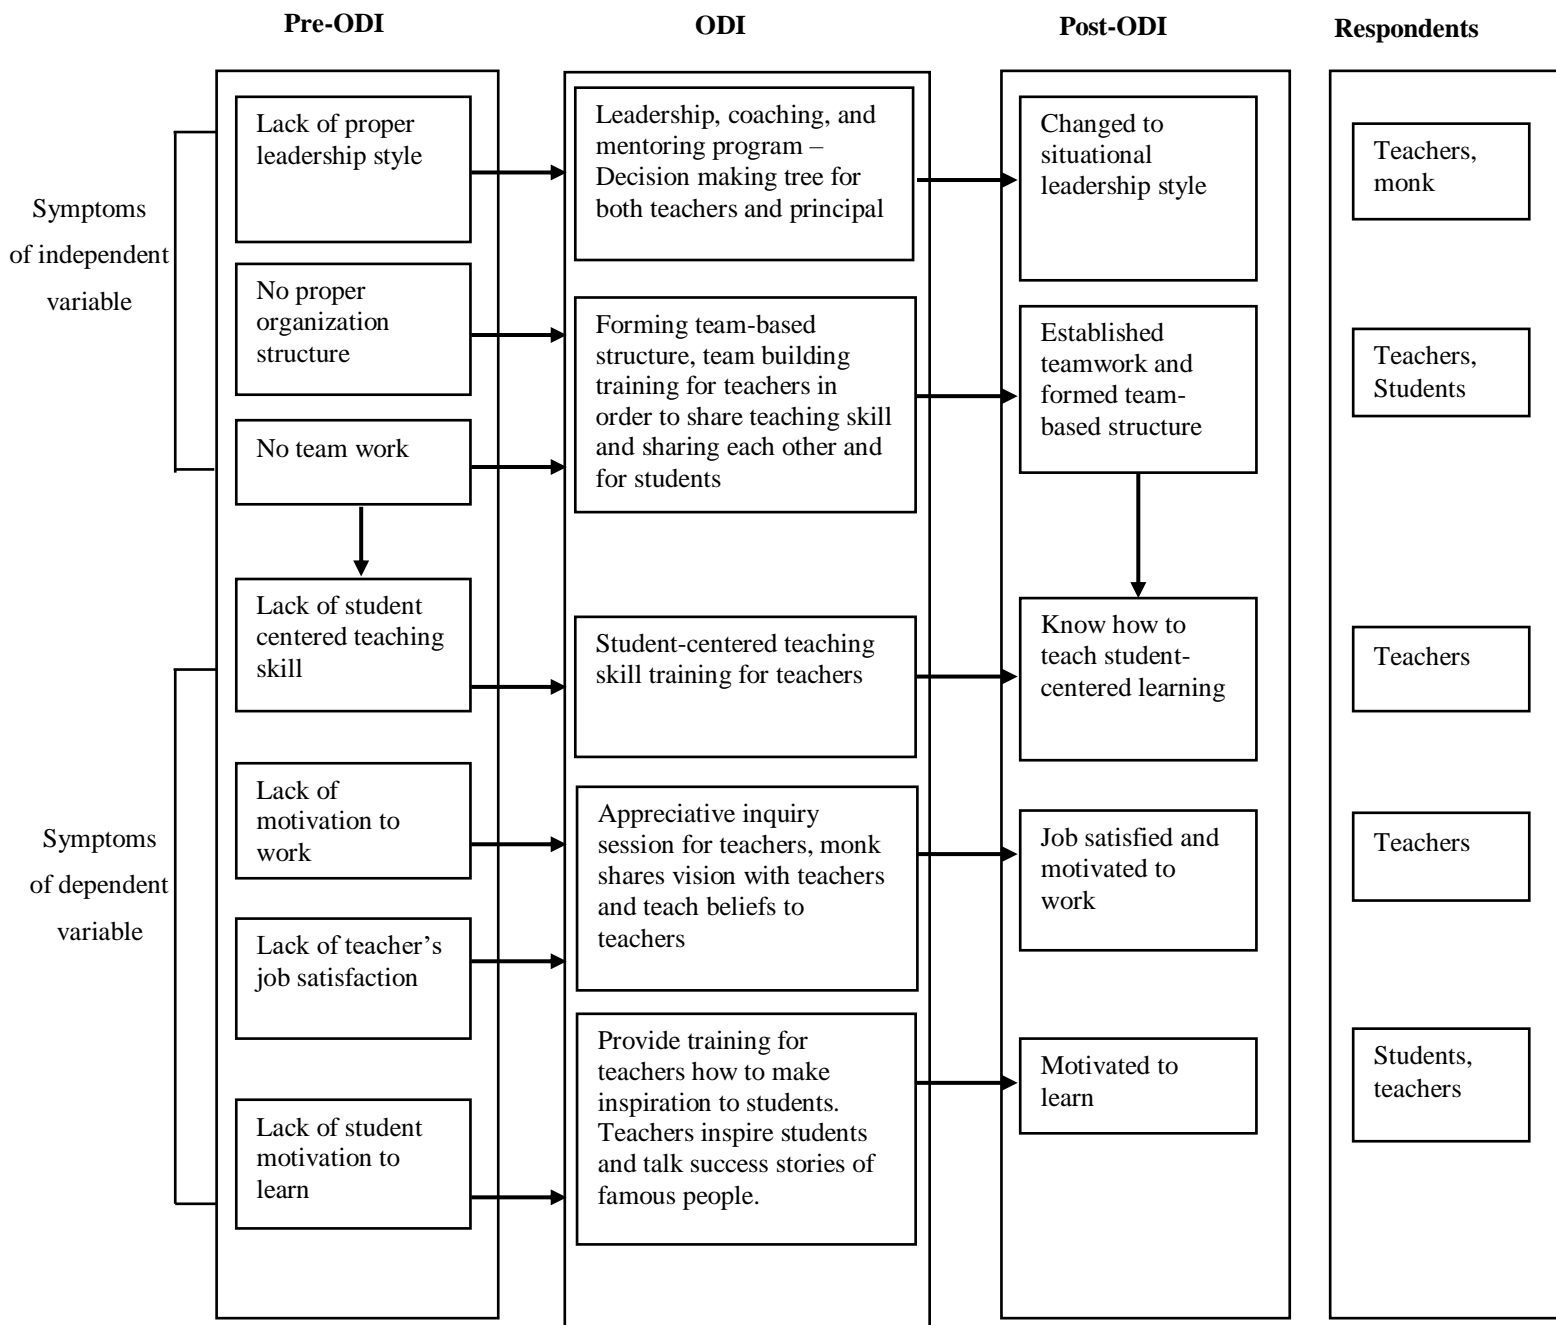 Pre-ODI
ODI
Post-ODI
Respondents
Symptoms
of independent
variable
Lack of proper
leadership style
Leadership, coaching, and
mentoring program –
Decision making tree for
both teachers and principal
Changed to
situational
leadership style
Teachers,
monk
No proper
organization
structure
Forming team-based
structure, team building
training for teachers in
order to share teaching skill
and sharing each other and
for students
Established
teamwork and
formed team-
based structure
Teachers,
Students
No team work
Symptoms
of dependent
variable
Lack of student
centered teaching
skill
Student-centered teaching
skill training for teachers
Know how to
teach student-
centered learning
Teachers
Lack of
motivation to
work
Appreciative inquiry
session for teachers, monk
shares vision with teachers
and teach beliefs to
teachers
Job satisfied and
motivated to
work
Teachers
Lack of teacher’s
job satisfaction
Lack of student
motivation to
learn
Provide training for
teachers how to make
inspiration to students.
Teachers inspire students
and talk success stories of
famous people.
Motivated to
learn
Students,
teachers